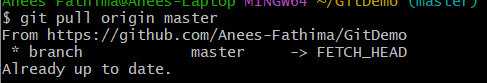 Anees Fathima@Anees-Laptop MINGW64 ~/GitDemo (master)
$ git pull origin master
From https://github.com/Anees-Fathima/GitDemo
 * branch            master     -> FETCH_HEAD
Already up to date.